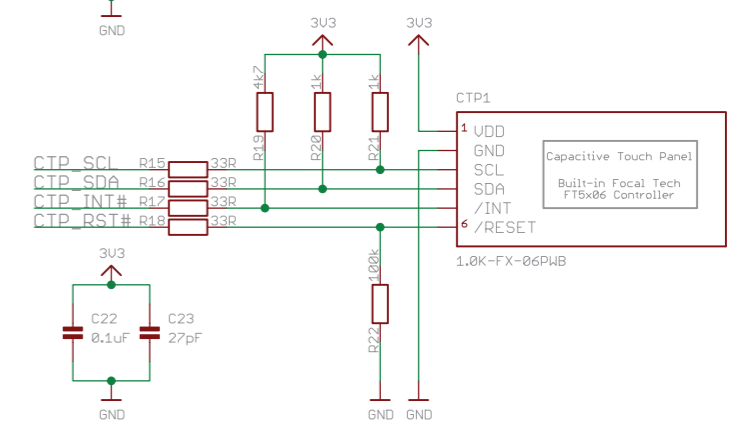 GND
3V3
3V3
4k7
1k
1k
R19
R20
R21
CTP1
1 VDD
GND
SCL
SDA
/INT
6 /RESET
Capacitive Touch Panel
Built-in Focal Tech
FT5x06 Controller
1.0K-FX-06PWB
CTP_SCL R15 33R
CTP_SDA R16 33R
CTP_INT# R17 33R
CTP_RST# R18 33R
100k
R22
3V3
C22
0.1uF
C23
27pF
GND
GND
GND